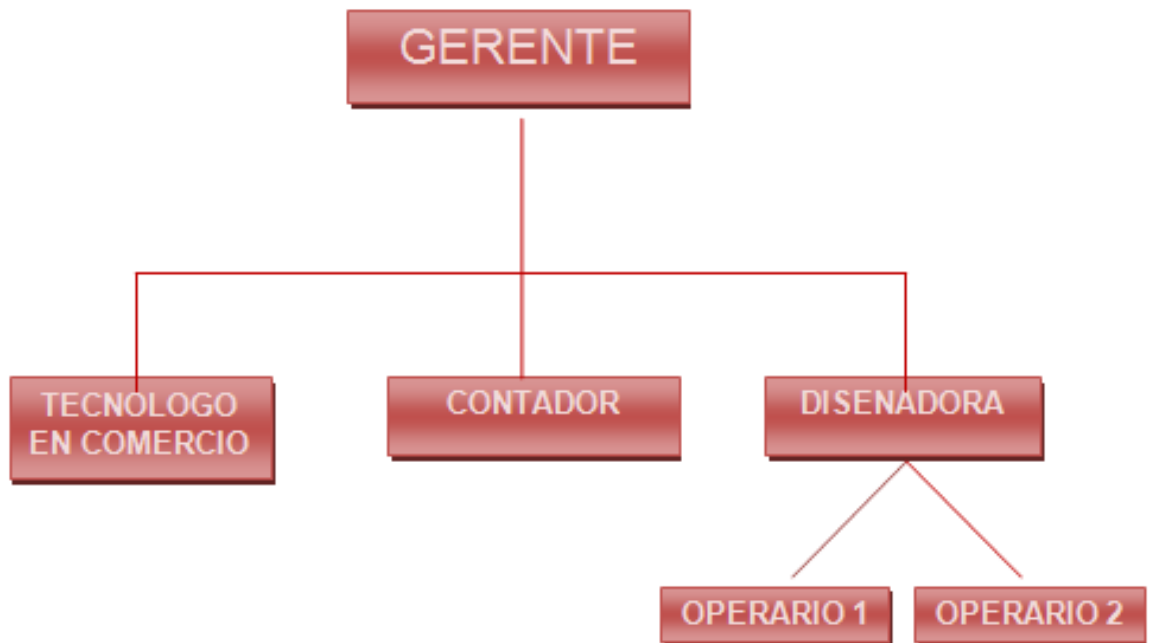 GERENTE
TECNOLOGO
EN COMERCIO
CONTADOR
DISENADORA
OPERARIO 1
OPERARIO 2